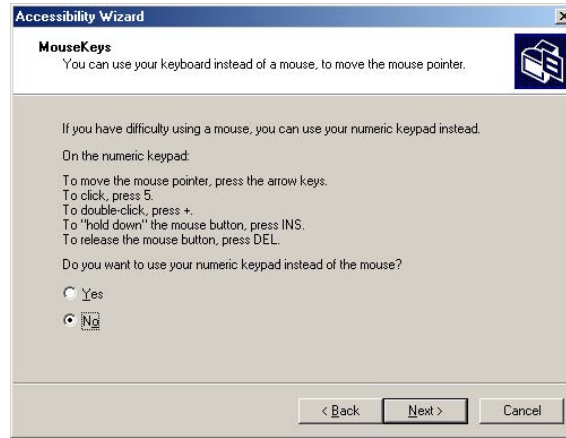 Accessibility Wizard
MouseKeys
You can use your keyboard instead of a mouse, to move the mouse pointer.
If you have difficulty using a mouse, you can use your numeric keypad instead.
On the numeric keypad:
To move the mouse pointer, press the arrow keys.
To click, press 5.
To double-click, press +.
To "hold down" the mouse button, press INS.
To release the mouse button, press DEL.
Do you want to use your numeric keypad instead of the mouse?
Yes
No
< Back Next > Cancel